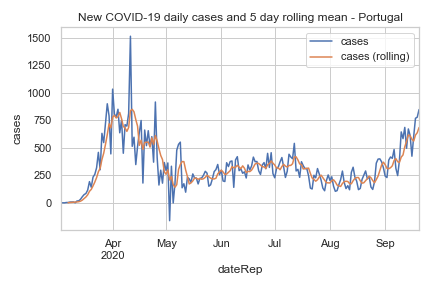 New COVID-19 daily cases and 5 day rolling mean - Portugal
cases
cases (rolling)
1500
1250
1000
750
500
250
0
cases
Apr
2020
May
Jun
Jul
Aug
Sep
dateRep